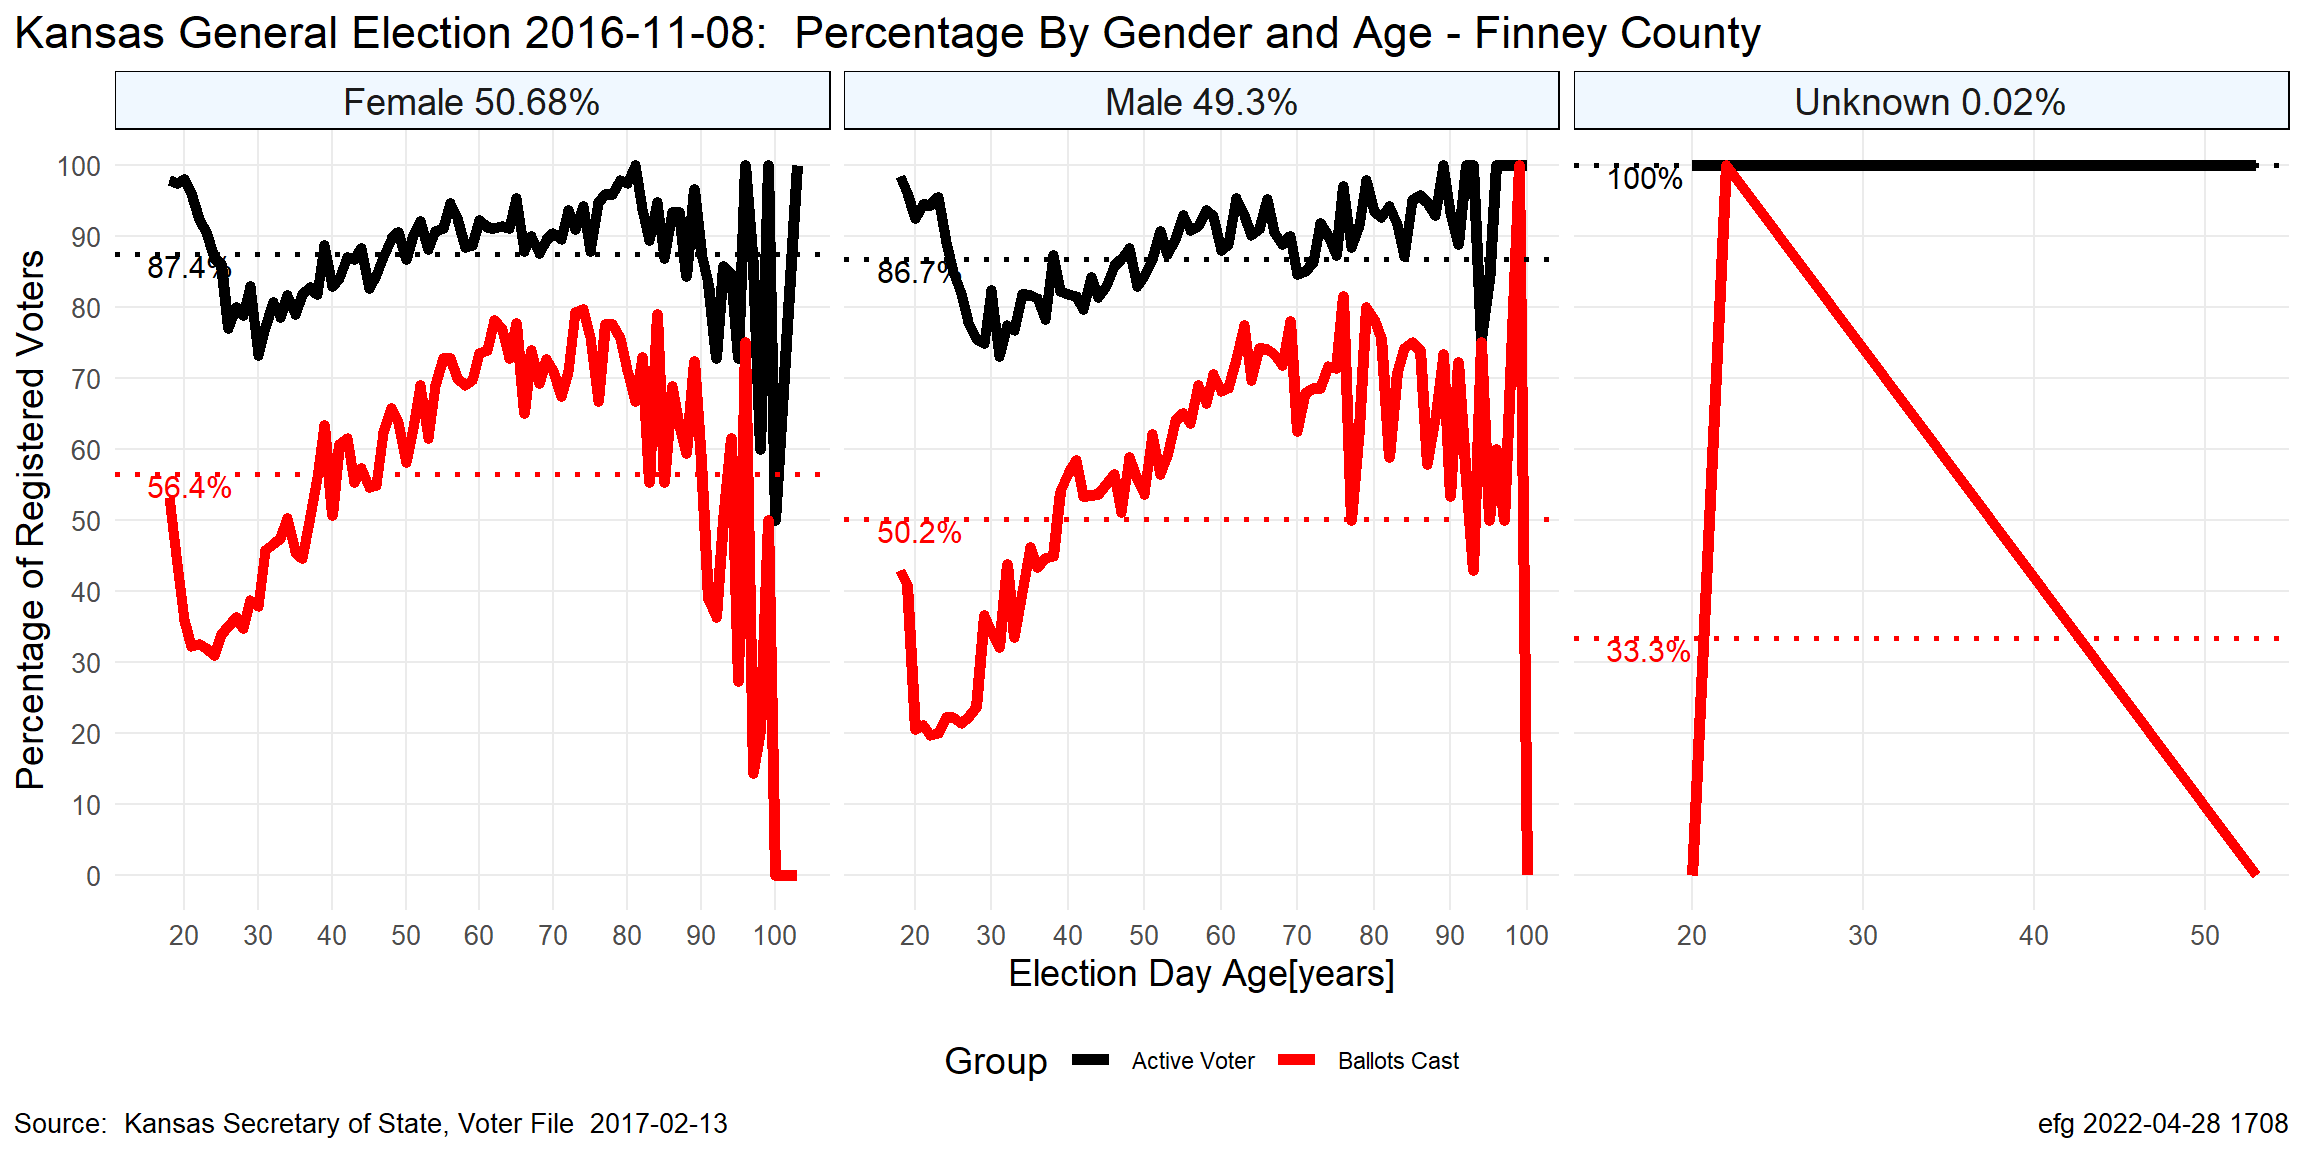 Kansas General Election 2016-11-08:  Percentage By Gender and Age - Finney County
Female 50.68%
Male 49.3%
Unknown 0.02%
Percentage of Registered Voters
100
90
80
70
60
50
40
30
20
10
0
87.4%
56.4%
86.7%
50.2%
100%
33.3%
20 30 40 50 60 70 80 90 100
20 30 40 50 60 70 80 90 100
20 30 40 50
Election Day Age[years]
Group Active Voter Ballots Cast
Source:  Kansas Secretary of State, Voter File  2017-02-13
efg 2022-04-28 1708